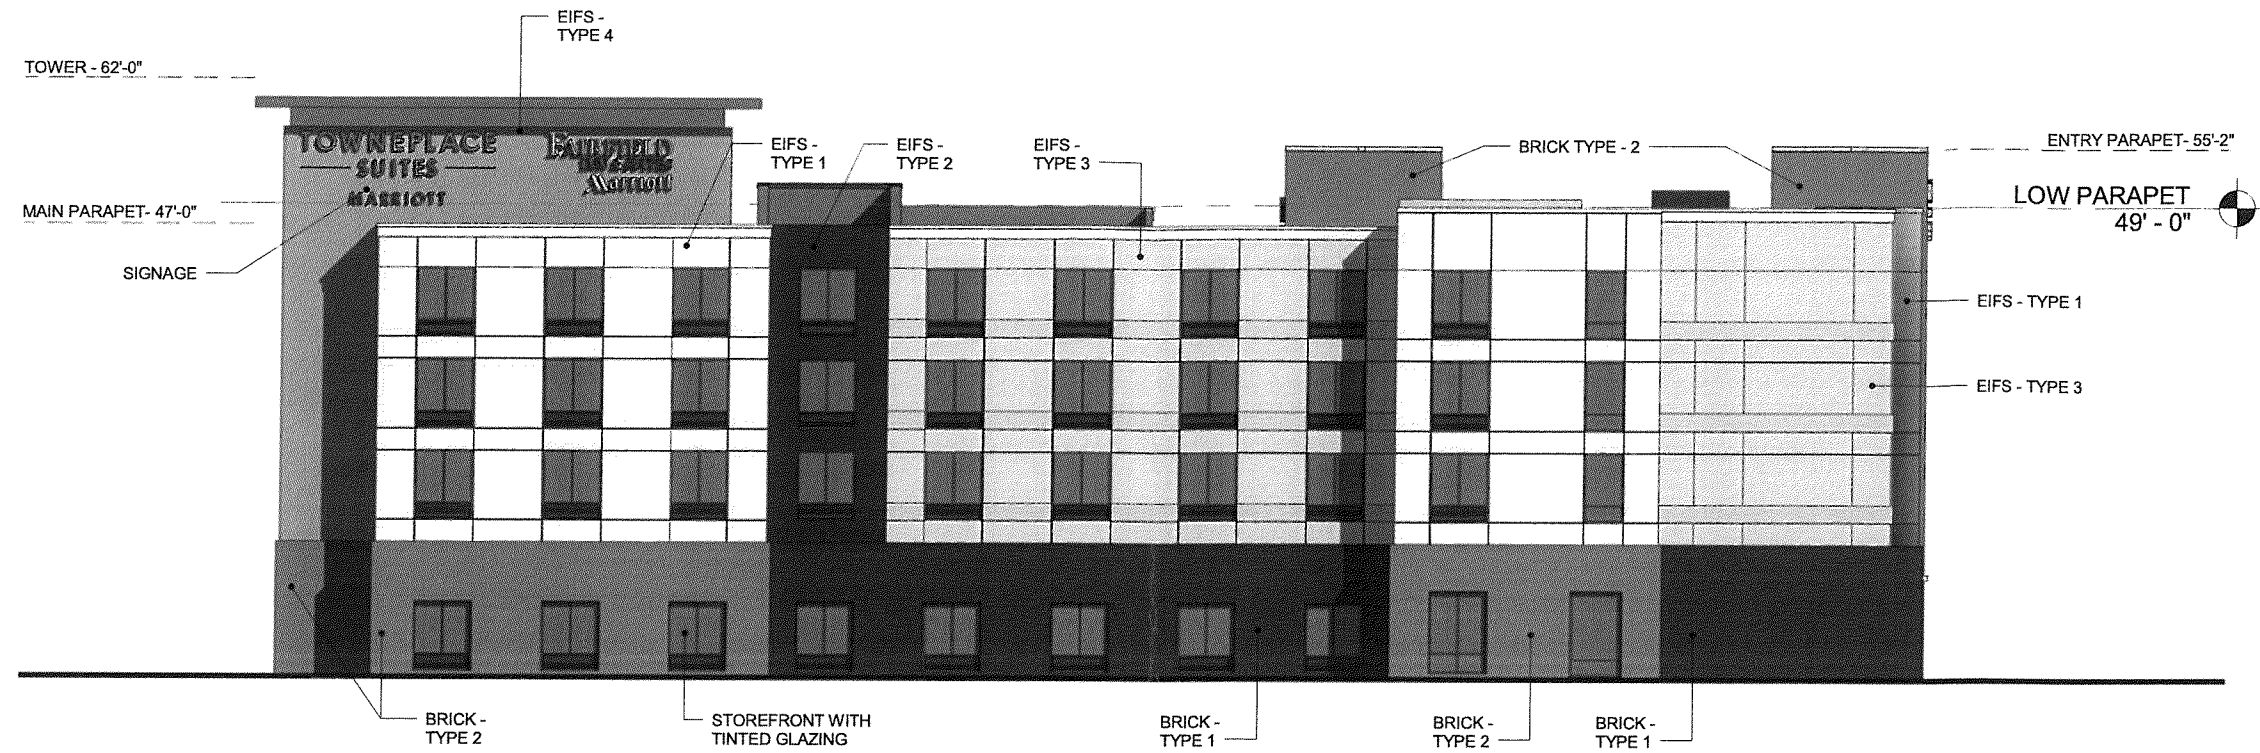 EIFS -
TYPE 4
TOWER - 62'-0"
TOWNEPLACE
SUITES
MARRIOTT
FAIRFIELD
Marriott
EIFS -
TYPE 1
EIFS -
TYPE 2
EIFS -
TYPE 3
BRICK TYPE - 2
ENTRY PARAPET- 55'-2"
MAIN PARAPET- 47'-0"
LOW PARAPET
49' - 0"
SIGNAGE
EIFS - TYPE 1
EIFS - TYPE 3
BRICK -
TYPE 2
STOREFRONT WITH
TINTED GLAZING
BRICK -
TYPE 1
BRICK -
TYPE 2
BRICK -
TYPE 1